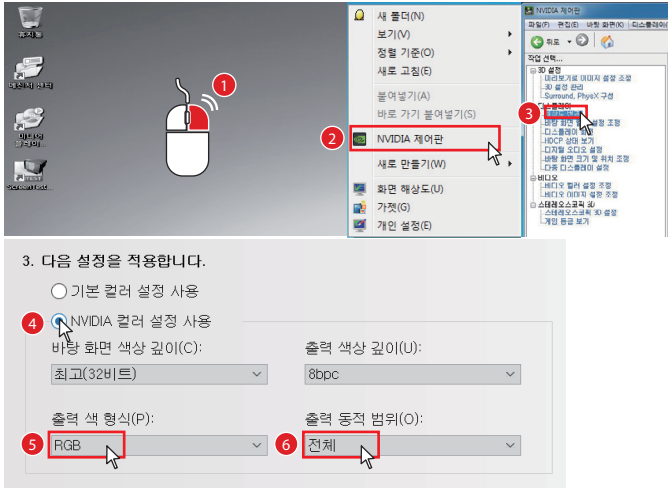 휴지통
ScreenTest...
1
새 폴더(N)
보기(V)
정렬 기준(O)
새로 고침(E)
붙여넣기(A)
바로 가기 붙여넣기(S)
2
NVIDIA 제어판
새로 만들기(W)
화면 해상도(U)
가젯(G)
개인 설정(E)
NVIDIA 제어판
파일(F) 편집(E) 바탕 화면(K) 디스플레이(
뒤로
작업 선택...
3D 설정
미리보기로 이미지 설정 조정
3D 설정 관리
Surround, PhysX 구성
디스플레이
3
바탕 화면 설정 조정
디스플레이
HDCP 상태 보기
디지털 오디오 설정
바탕 화면 크기 및 위치 조정
다중 디스플레이 설정
비디오
비디오 컬러 설정 조정
비디오 이미지 설정 조정
스테레오스코픽 3D
스테레오스코픽 3D 설정
게임 등급 보기
3. 다음 설정을 적용합니다.
기본 컬러 설정 사용
4
NVIDIA 컬러 설정 사용
바탕 화면 색상 깊이(C):
출력 색상 깊이(U):
최고(32비트)
8bpc
출력 색 형식(P):
출력 동적 범위(O):
5
RGB
6
전체